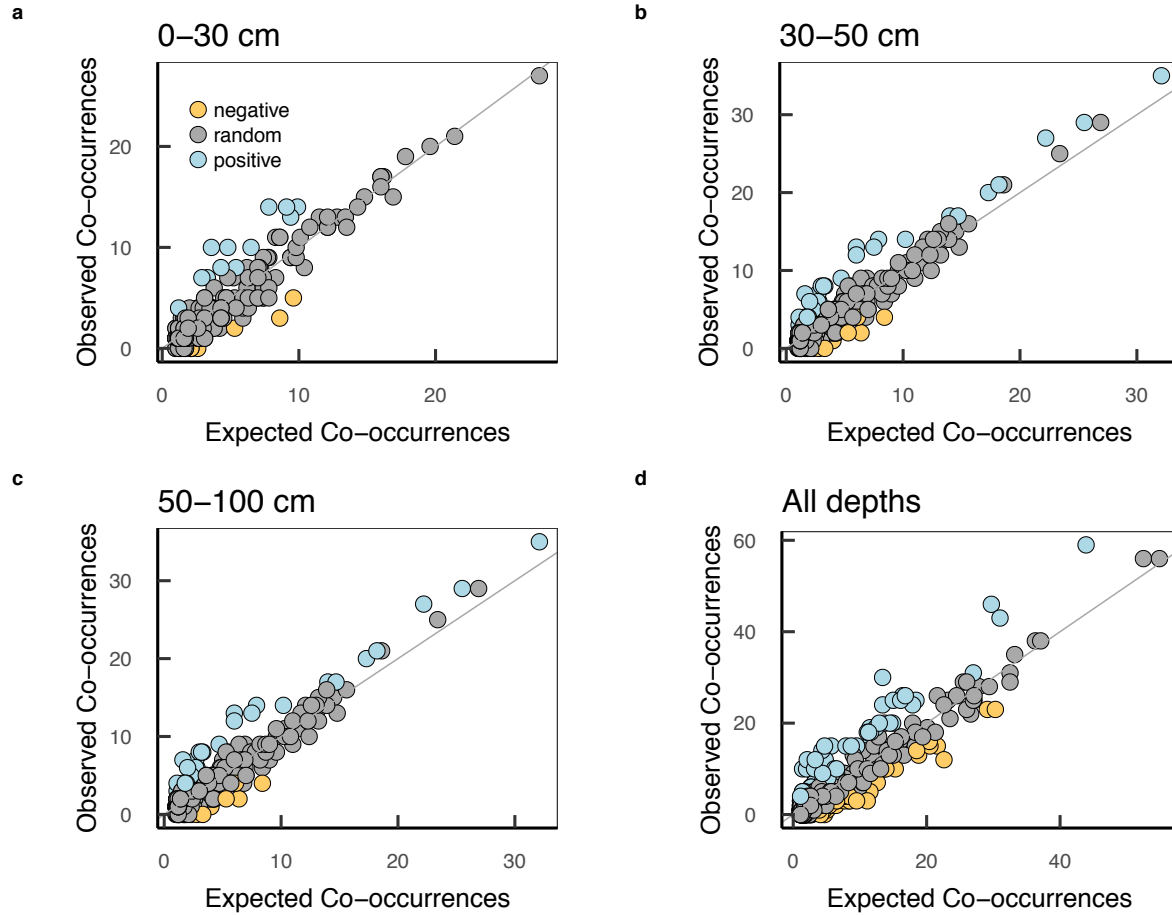 a
0–30 cm
Observed Co−occurrences
20
10
0
negative
random
positive
0 10 20
Expected Co−occurrences
b
30–50 cm
Observed Co−occurrences
30
20
10
0
0 10 20 30
Expected Co−occurrences
c
50–100 cm
Observed Co−occurrences
30
20
10
0
0 10 20 30
Expected Co−occurrences
d
All depths
Observed Co−occurrences
60
40
20
0
0 20 40
Expected Co−occurrences